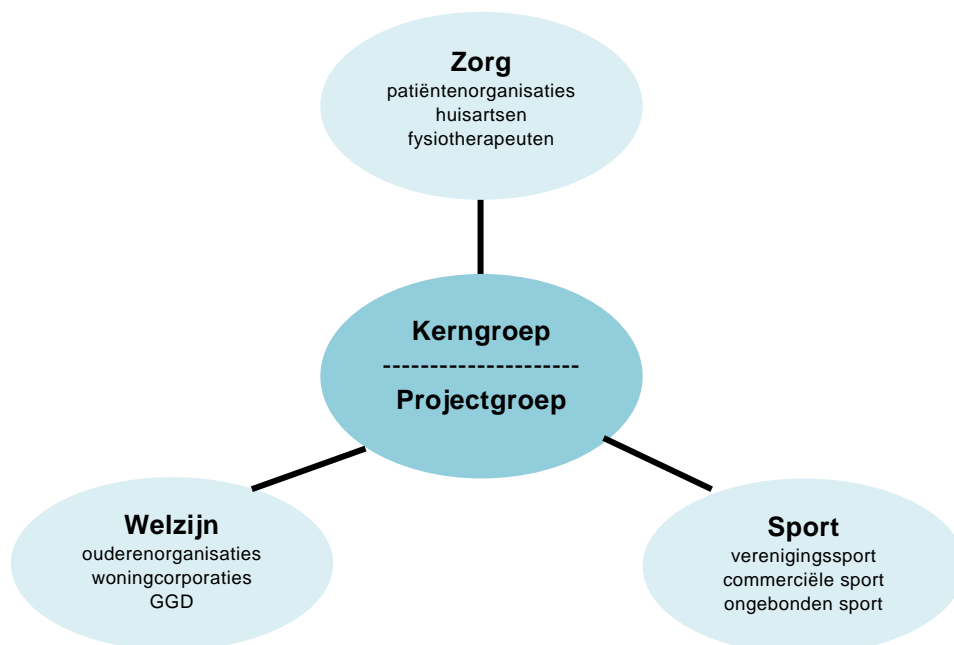 Zorg
patiëntenorganisaties
huisartsen
fysiotherapeuten
Kerngroep
---------------------
Projectgroep
Welzijn
ouderenorganisaties
woningcorporaties
GGD
Sport
verenigingssport
commerciële sport
ongebonden sport